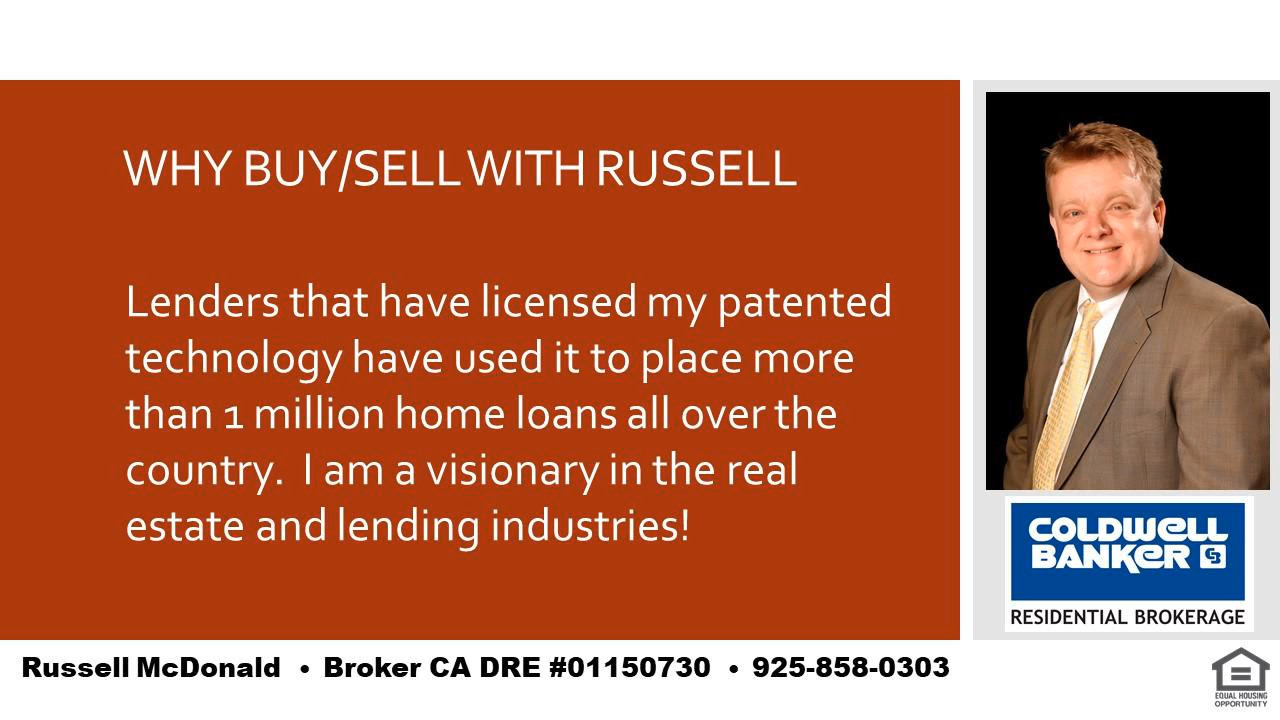 WHY BUY/SELL WITH RUSSELL
Lenders that have licensed my patented
technology have used it to place more
than 1 million home loans all over the
country.  I am a visionary in the real
estate and lending industries!
COLDWELL
BANKER CB
RESIDENTIAL BROKERAGE
Russell McDonald • Broker CA DRE #01150730 • 925-858-0303
EQUAL HOUSING
OPPORTUNITY